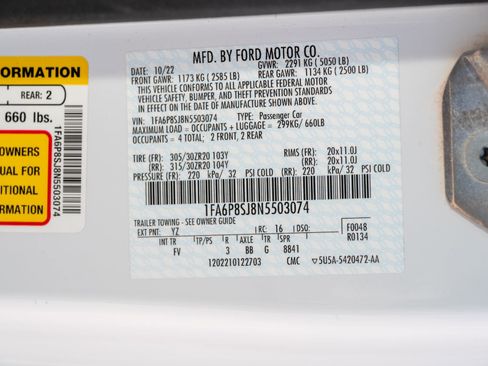 MFD. BY FORD MOTOR CO.
10/22 GVWR: 2291 KG ( 5050 LB)
FRONT GAWR: 1173 KG ( 2585 LB) REAR GAWR: 1134 KG ( 2500 LB)
THIS VEHICLE CONFORMS TO ALL APPLICABLE FEDERAL MOTOR
VEHICLE SAFETY, BUMPER, AND THEFT PREVENTION STANDARDS
IN EFFECT ON THE DATE OF MANUFACTURE SHOWN ABOVE.
VIN: 1FA6P8SJ8N5503074 TYPE: Passenger Car
MAXIMUM LOAD = OCCUPANTS + LUGGAGE = 299KG/ 660LB
OCCUPANTS = 4 TOTAL; 2 FRONT, 2 REAR
TIRE (FR): 305/30ZR20 103Y RIMS (FR): 20x11.0J
(RR): 315/30ZR20 104Y (RR): 20x11.0J
PRESSURE (FR): 220 kPa/ 32 PSI COLD (RR): 220 kPa/ 32 PSI COLD
1FA6P8SJ8N5503074
TRAILER TOWING - SEE OWNER GUIDE
EXT PNT: YZ RC: 16 DSO: F0048
R0134
INT TR TP/PS R AXLE TR SPR
FV 3 BB G 8841
1202210122703 CMC ▽5U5A-5420472-AA
ORMATION
REAR: 2
660 lbs.
OWNERS
NUAL FOR
ITIONAL
RMATION
1FA6P8SJ8N5503074